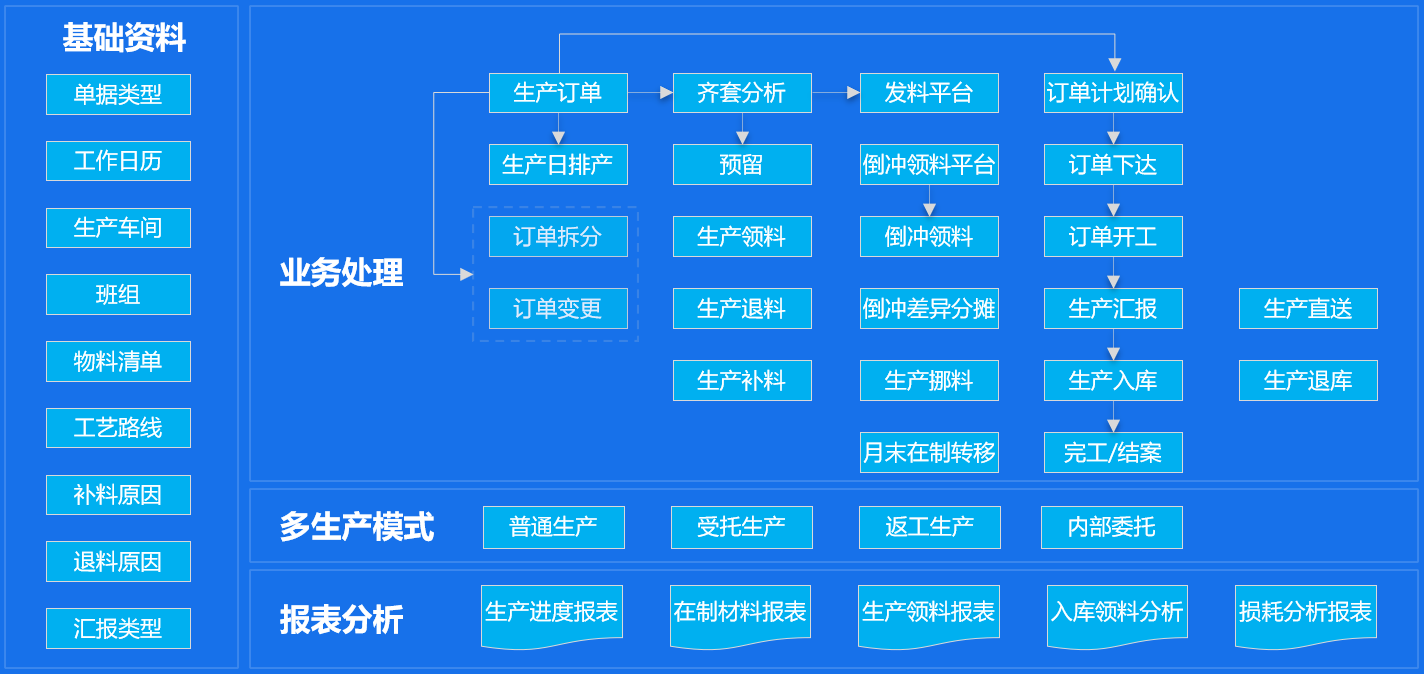 基础资料
单据类型
工作日历
生产车间
班组
物料清单
工艺路线
补料原因
退料原因
汇报类型
业务处理
生产订单
齐套分析
发料平台
订单计划确认
生产日排产
预留
倒冲领料平台
订单下达
订单拆分
生产领料
倒冲领料
订单开工
订单变更
生产退料
倒冲差异分摊
生产汇报
生产直送
生产补料
生产挪料
生产入库
生产退库
月末在制转移
完工/结案
多生产模式
普通生产
受托生产
返工生产
内部委托
报表分析
生产进度报表
在制材料报表
生产领料报表
入库领料分析
损耗分析报表